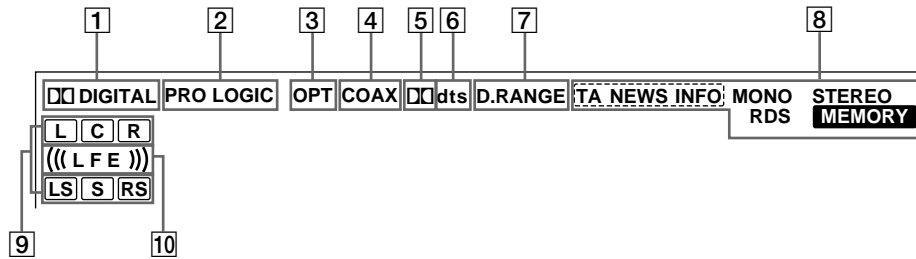 1 2 3 4 5 6 7 8
DIGITAL PRO LOGIC OPT COAX dts D.RANGE TA NEWS INFO MONO STEREO
RDS MEMORY
L C R
((( L F E )))
LS S RS
9 10